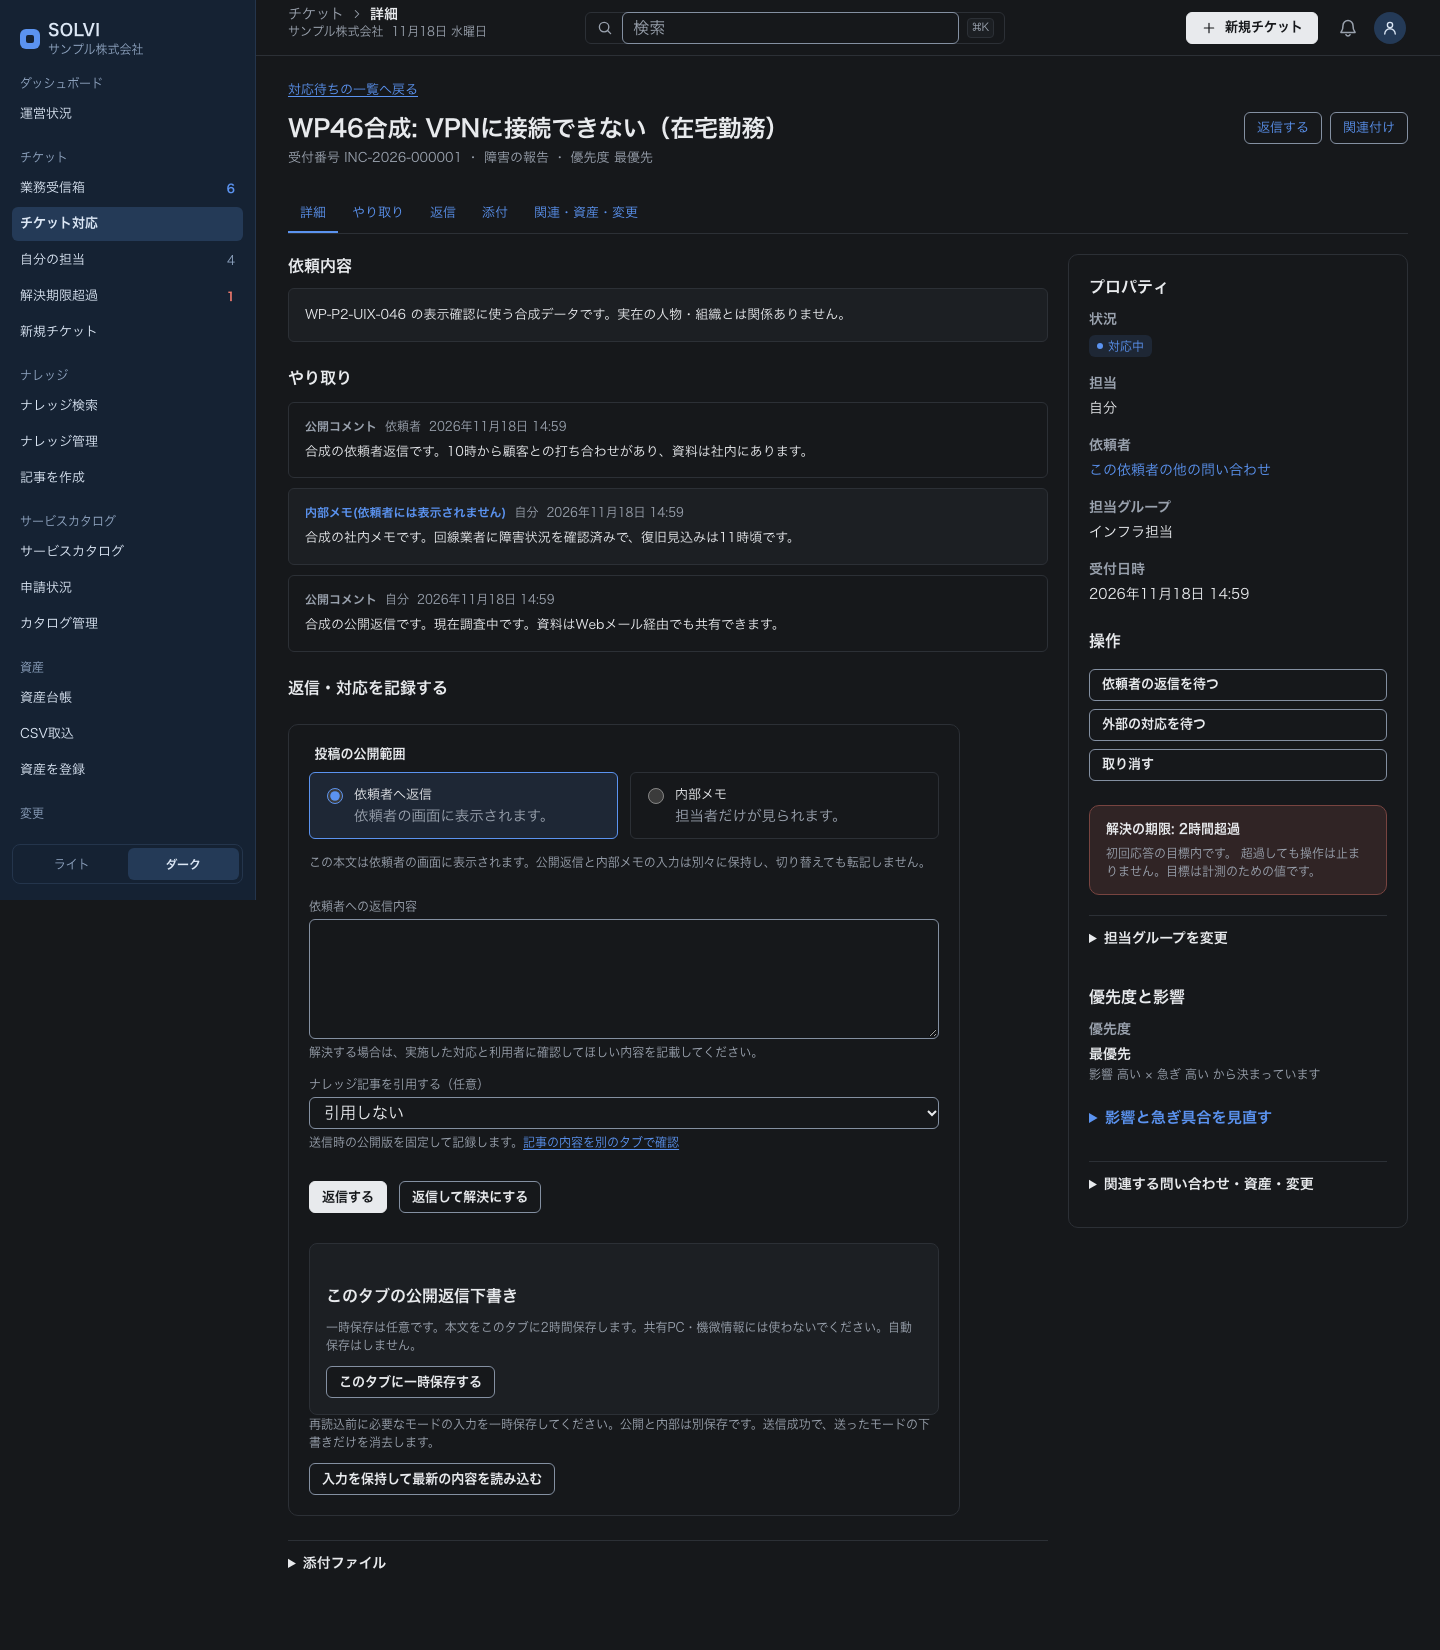 SOLVI
サンプル株式会社
ダッシュボード
運営状況
チケット
業務受信箱 6
チケット対応
自分の担当 4
解決期限超過 1
新規チケット
ナレッジ
ナレッジ検索
ナレッジ管理
記事を作成
サービスカタログ
サービスカタログ
申請状況
カタログ管理
資産
資産台帳
CSV取込
資産を登録
変更
ライト ダーク
チケット > 詳細
サンプル株式会社 11月18日 水曜日
検索 ⌘K
+ 新規チケット
対応待ちの一覧へ戻る
WP46合成: VPNに接続できない（在宅勤務）
受付番号 INC-2026-000001 ・ 障害の報告 ・ 優先度 最優先
返信する 関連付け
詳細 やり取り 返信 添付 関連・資産・変更
依頼内容
WP-P2-UIX-046 の表示確認に使う合成データです。実在の人物・組織とは関係ありません。
やり取り
公開コメント 依頼者 2026年11月18日 14:59
合成の依頼者返信です。10時から顧客との打ち合わせがあり、資料は社内にあります。
内部メモ(依頼者には表示されません) 自分 2026年11月18日 14:59
合成の社内メモです。回線業者に障害状況を確認済みで、復旧見込みは11時頃です。
公開コメント 自分 2026年11月18日 14:59
合成の公開返信です。現在調査中です。資料はWebメール経由でも共有できます。
返信・対応を記録する
投稿の公開範囲
依頼者へ返信
依頼者の画面に表示されます。
内部メモ
担当者だけが見られます。
この本文は依頼者の画面に表示されます。公開返信と内部メモの入力は別々に保持し、切り替えても転記しません。
依頼者への返信内容
解決する場合は、実施した対応と利用者に確認してほしい内容を記載してください。
ナレッジ記事を引用する（任意）
引用しない
送信時の公開版を固定して記録します。記事の内容を別のタブで確認
返信する 返信して解決にする
このタブの公開返信下書き
一時保存は任意です。本文をこのタブに2時間保存します。共有PC・機微情報には使わないでください。自動
保存はしません。
このタブに一時保存する
再読込前に必要なモードの入力を一時保存してください。公開と内部は別保存です。送信成功で、送ったモードの下
書きだけを消去します。
入力を保持して最新の内容を読み込む
▶ 添付ファイル
プロパティ
状況
対応中
担当
自分
依頼者
この依頼者の他の問い合わせ
担当グループ
インフラ担当
受付日時
2026年11月18日 14:59
操作
依頼者の返信を待つ
外部の対応を待つ
取り消す
解決の期限: 2時間超過
初回応答の目標内です。 超過しても操作は止ま
りません。目標は計測のための値です。
▶ 担当グループを変更
優先度と影響
優先度
最優先
影響 高い × 急ぎ 高い から決まっています
▶ 影響と急ぎ具合を見直す
▶ 関連する問い合わせ・資産・変更